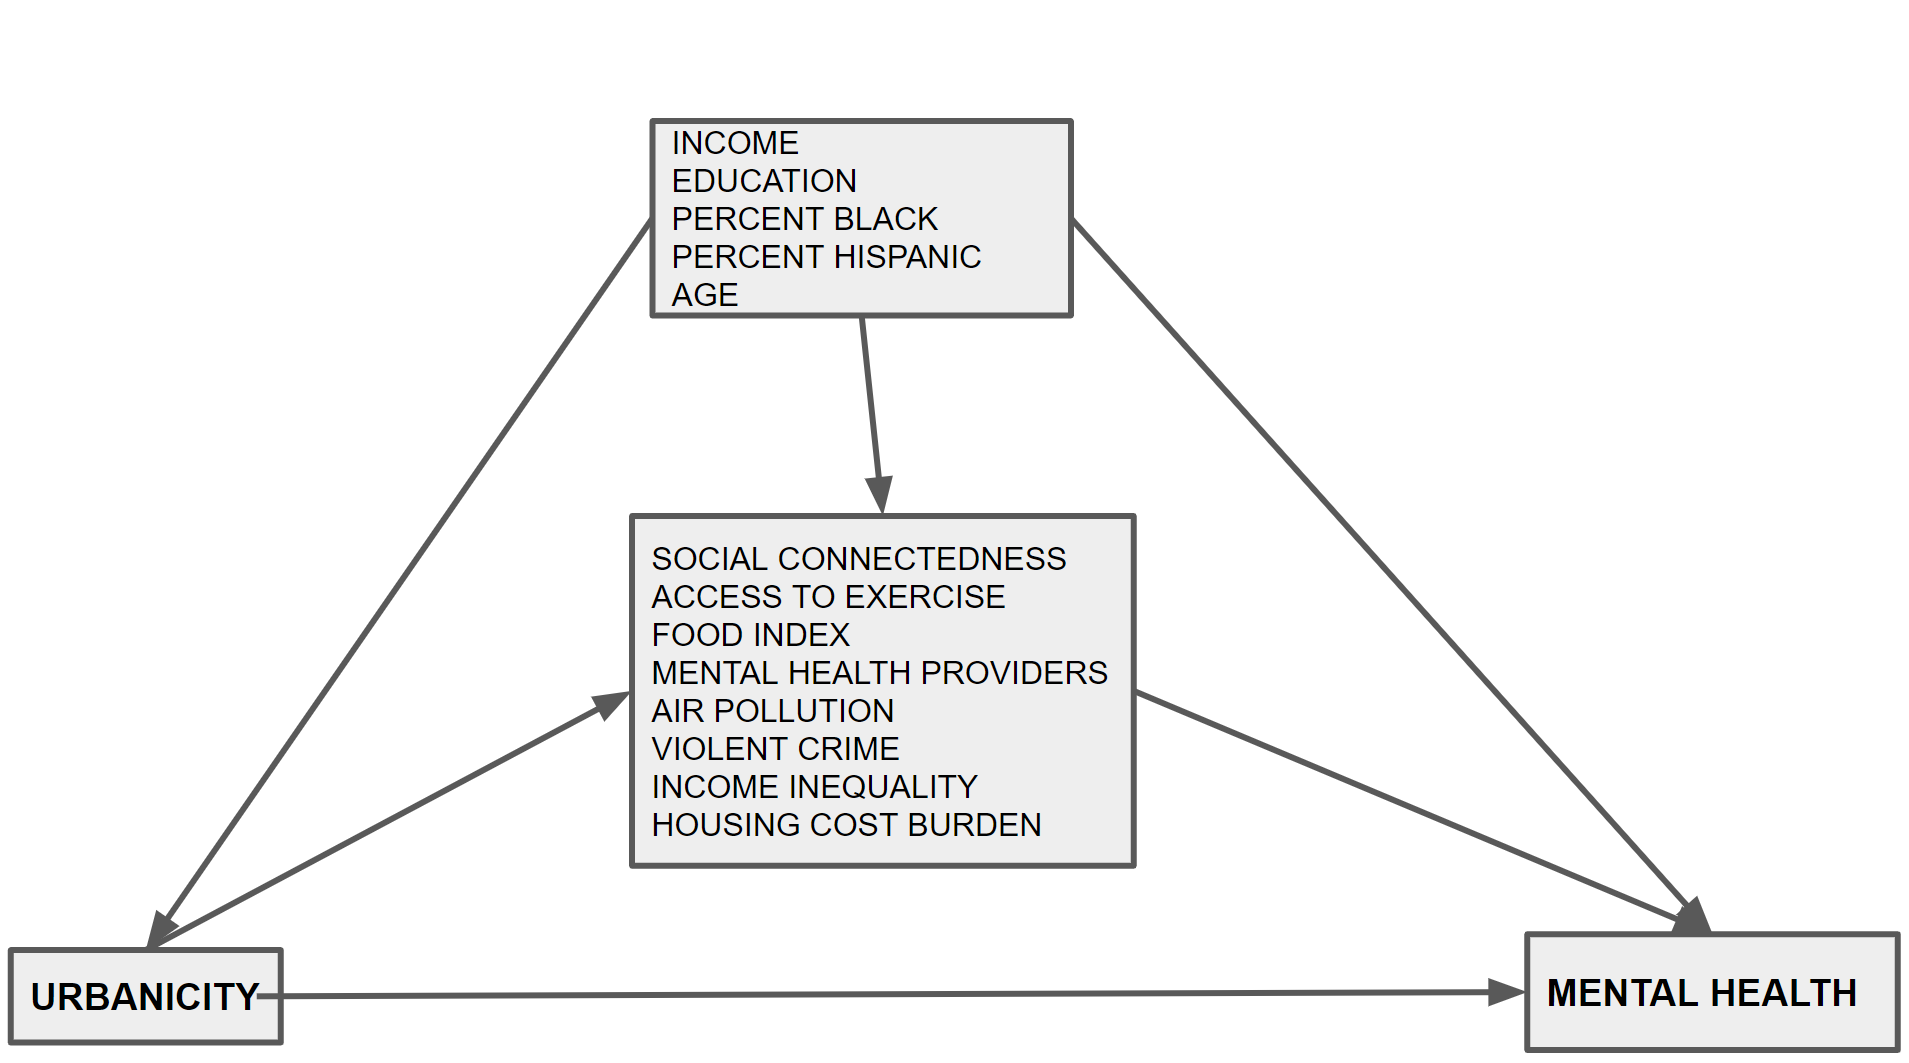 INCOME
EDUCATION
PERCENT BLACK
PERCENT HISPANIC
AGE
SOCIAL CONNECTEDNESS
ACCESS TO EXERCISE
FOOD INDEX
MENTAL HEALTH PROVIDERS
AIR POLLUTION
VIOLENT CRIME
INCOME INEQUALITY
HOUSING COST BURDEN
URBANICITY
MENTAL HEALTH